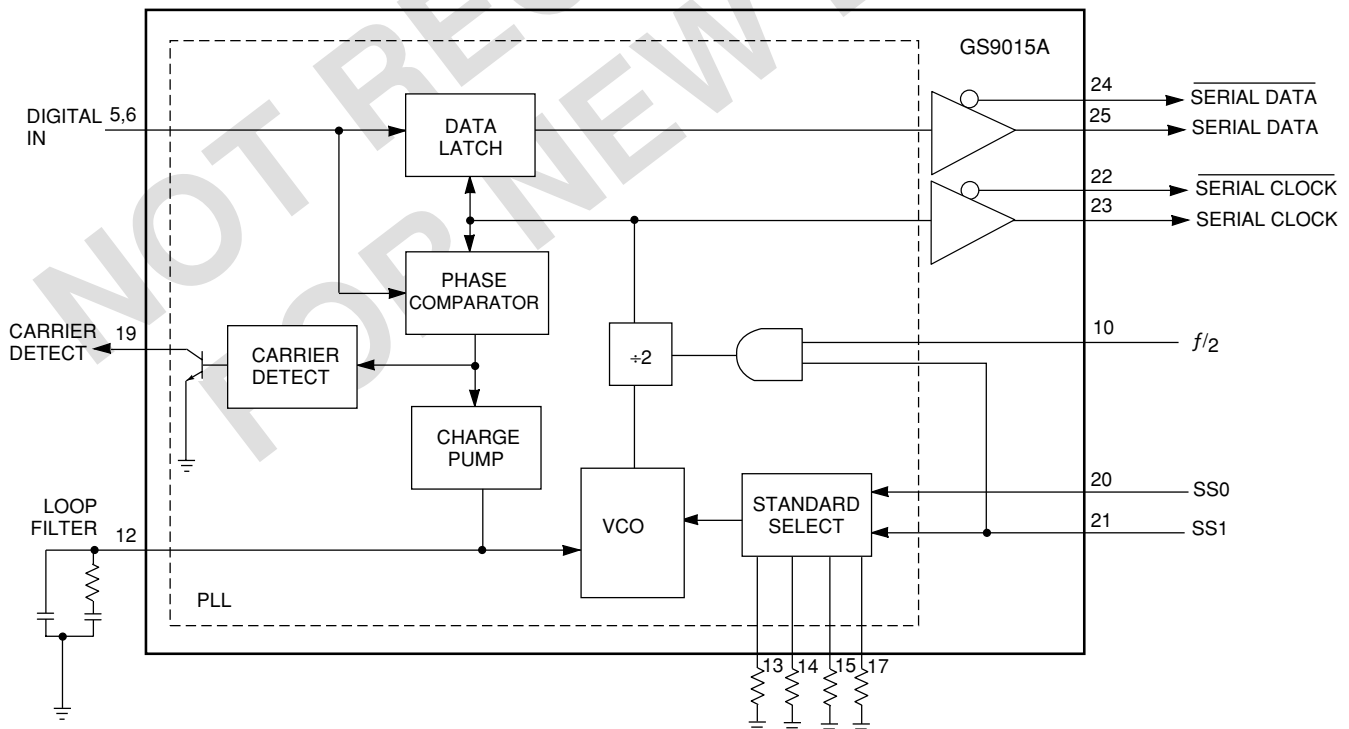 NOT REC
FOR NEW D
GS9015A
DIGITAL
IN
5,6
DATA
LATCH
24
SERIAL DATA
25
SERIAL DATA
22
SERIAL CLOCK
23
SERIAL CLOCK
PHASE
COMPARATOR
CARRIER
DETECT
19
CARRIER
DETECT
÷2
10
ƒ/2
CHARGE
PUMP
LOOP
FILTER
12
VCO
STANDARD
SELECT
20
SS0
21
SS1
PLL
13
14
15
17